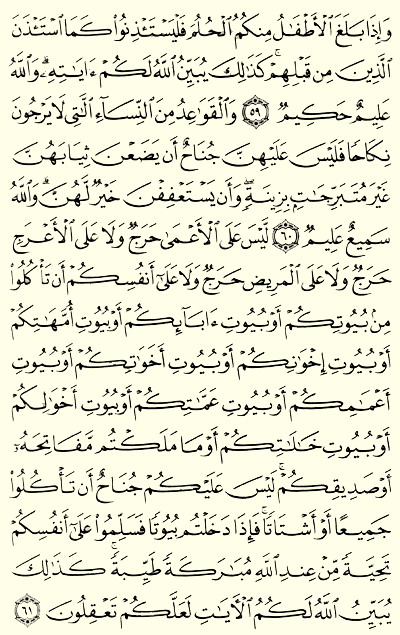 وَإِذَا بَلَغَ ٱلْأَطْفَٰلُ مِنكُمُ ٱلْحُلُمَ فَلْيَسْتَـْٔذِنُوا۟ كَمَا ٱسْتَـْٔذَنَ
ٱلَّذِينَ مِن قَبْلِهِمْ ۚ كَذَٰلِكَ يُبَيِّنُ ٱللَّهُ لَكُمْ ءَايَٰتِهِۦ ۗ وَٱللَّهُ
عَلِيمٌ حَكِيمٌ ٥٩ وَٱلْقَوَٰعِدُ مِنَ ٱلنِّسَآءِ ٱلَّٰتِى لَا يَرْجُونَ
نِكَاحًا فَلَيْسَ عَلَيْهِنَّ جُنَاحٌ أَن يَضَعْنَ ثِيَابَهُنَّ
غَيْرَ مُتَبَرِّجَٰتٍۭ بِزِينَةٍ ۖ وَأَن يَسْتَعْفِفْنَ خَيْرٌ لَّهُنَّ ۗ وَٱللَّهُ
سَمِيعٌ عَلِيمٌ ٦٠ لَّيْسَ عَلَى ٱلْأَعْمَىٰ حَرَجٌ وَلَا عَلَى ٱلْأَعْرَجِ
حَرَجٌ وَلَا عَلَى ٱلْمَرِيضِ حَرَجٌ وَلَا عَلَىٰٓ أَنفُسِكُمْ أَن تَأْكُلُوا۟
مِنۢ بُيُوتِكُمْ أَوْ بُيُوتِ ءَابَآئِكُمْ أَوْ بُيُوتِ أُمَّهَٰتِكُمْ
أَوْ بُيُوتِ إِخْوَٰنِكُمْ أَوْ بُيُوتِ أَخَوَٰتِكُمْ أَوْ بُيُوتِ
أَعْمَٰمِكُمْ أَوْ بُيُوتِ عَمَّٰتِكُمْ أَوْ بُيُوتِ أَخْوَٰلِكُمْ
أَوْ بُيُوتِ خَٰلَٰتِكُمْ أَوْ مَا مَلَكْتُم مَّفَاتِحَهُۥٓ
أَوْ صَدِيقِكُمْ ۚ لَيْسَ عَلَيْكُمْ جُنَاحٌ أَن تَأْكُلُوا۟
جَمِيعًا أَوْ أَشْتَاتًا ۚ فَإِذَا دَخَلْتُم بُيُوتًا فَسَلِّمُوا۟ عَلَىٰٓ أَنفُسِكُمْ
تَحِيَّةً مِّنْ عِندِ ٱللَّهِ مُبَٰرَكَةً طَيِّبَةً ۚ كَذَٰلِكَ
يُبَيِّنُ ٱللَّهُ لَكُمُ ٱلْءَايَٰتِ لَعَلَّكُمْ تَعْقِلُونَ ٦١